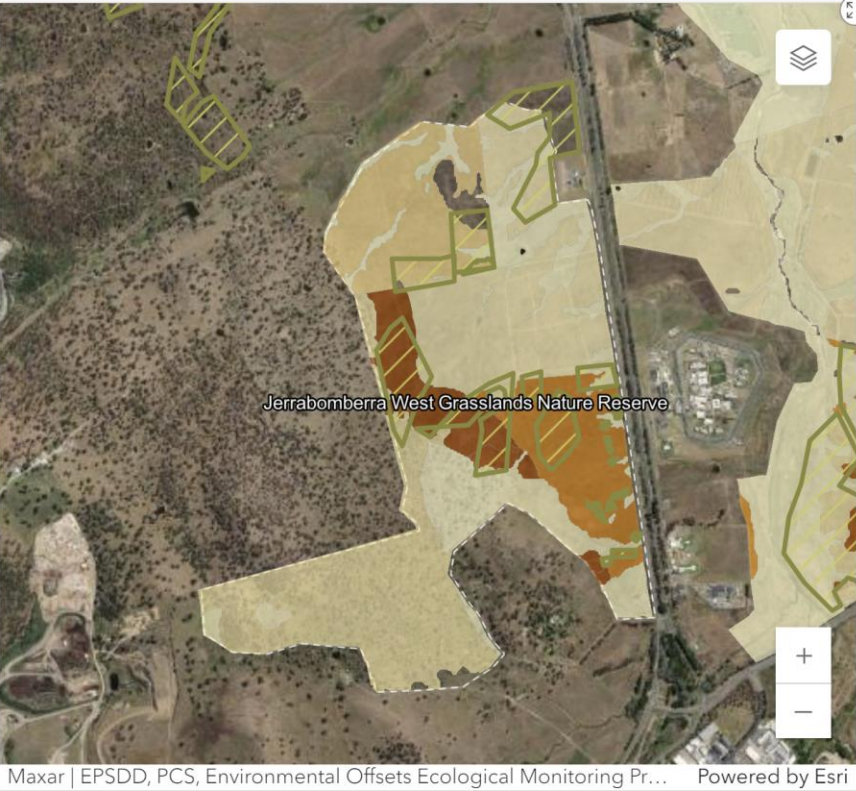 Jerrabomberra West Grasslands Nature Reserve
+
−
Maxar | EPSDD, PCS, Environmental Offsets Ecological Monitoring Pr... Powered by Esri